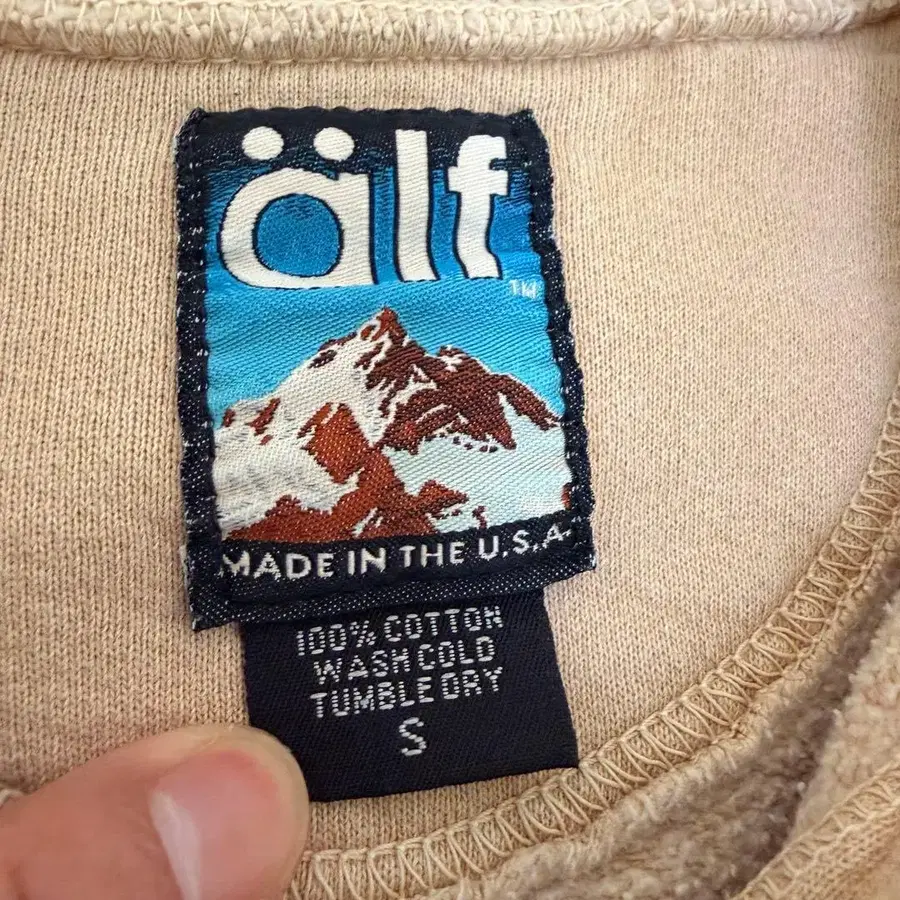 älf
TM
MADE IN THE U.S.A.
100% COTTON
WASH COLD
TUMBLE DRY
S